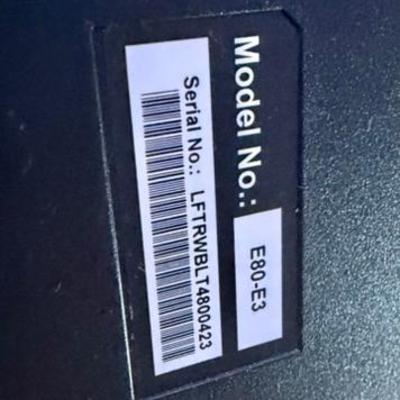 Model No.: E80-E3
Serial No.: LFTRWBLT4800423